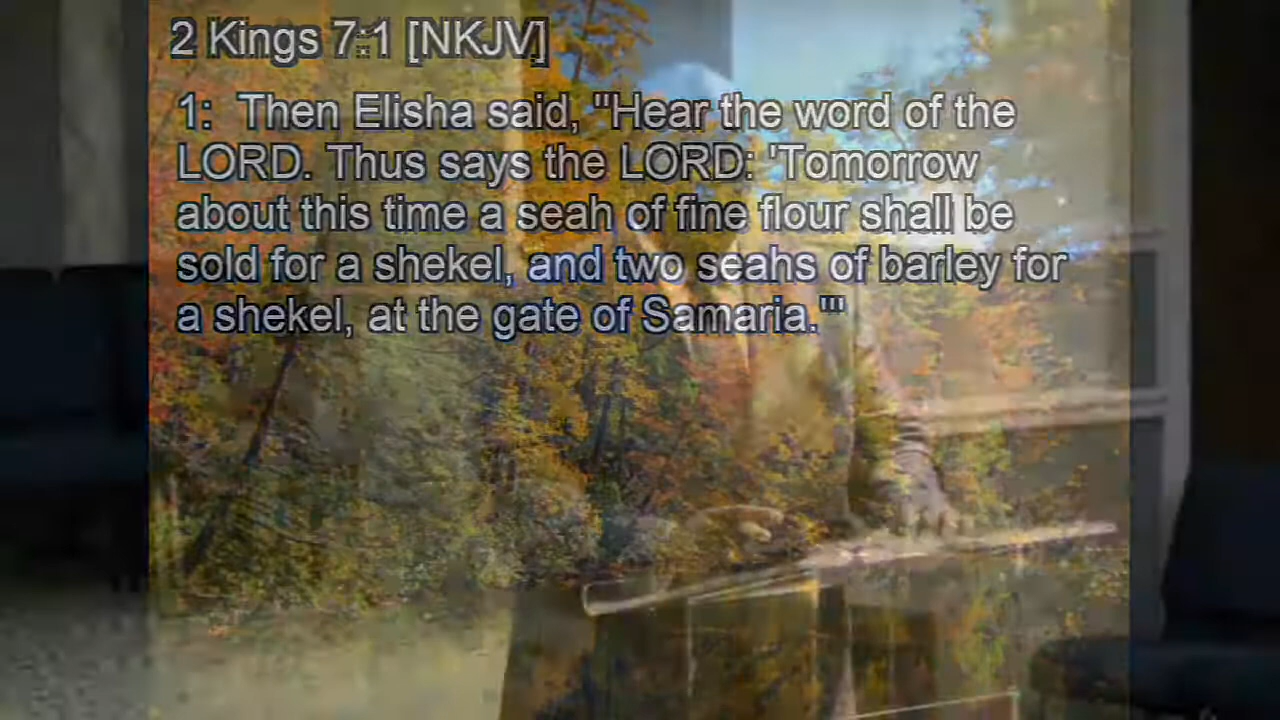 2 Kings 7:1 [NKJV]
1:  Then Elisha said, "Hear the word of the
LORD. Thus says the LORD: 'Tomorrow
about this time a seah of fine flour shall be
sold for a shekel, and two seahs of barley for
a shekel, at the gate of Samaria.'"